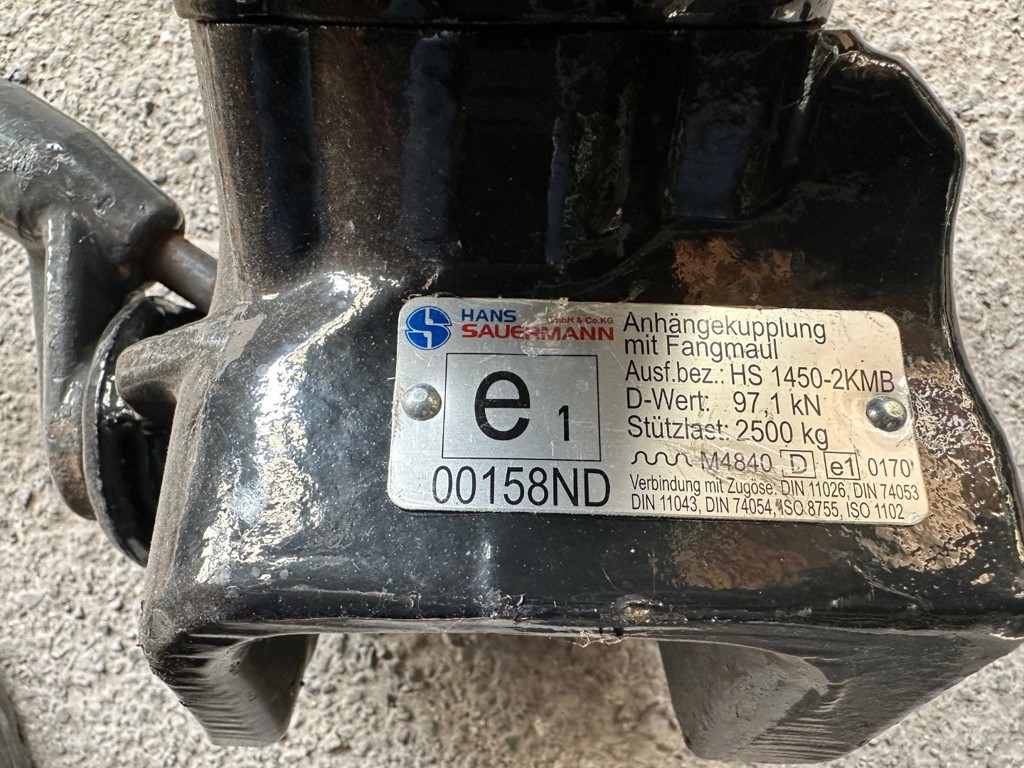 HANS GmbH & Co.KG
SAUERMANN
e 1
00158ND
Anhängekupplung
mit Fangmaul
Ausf.bez.: HS 1450-2KMB
D-Wert: 97,1 kN
Stützlast: 2500 kg
M4840 D e1 0170
Verbindung mit Zugöse: DIN 11026, DIN 74053
DIN 11043, DIN 74054, ISO 8755, ISO 1102